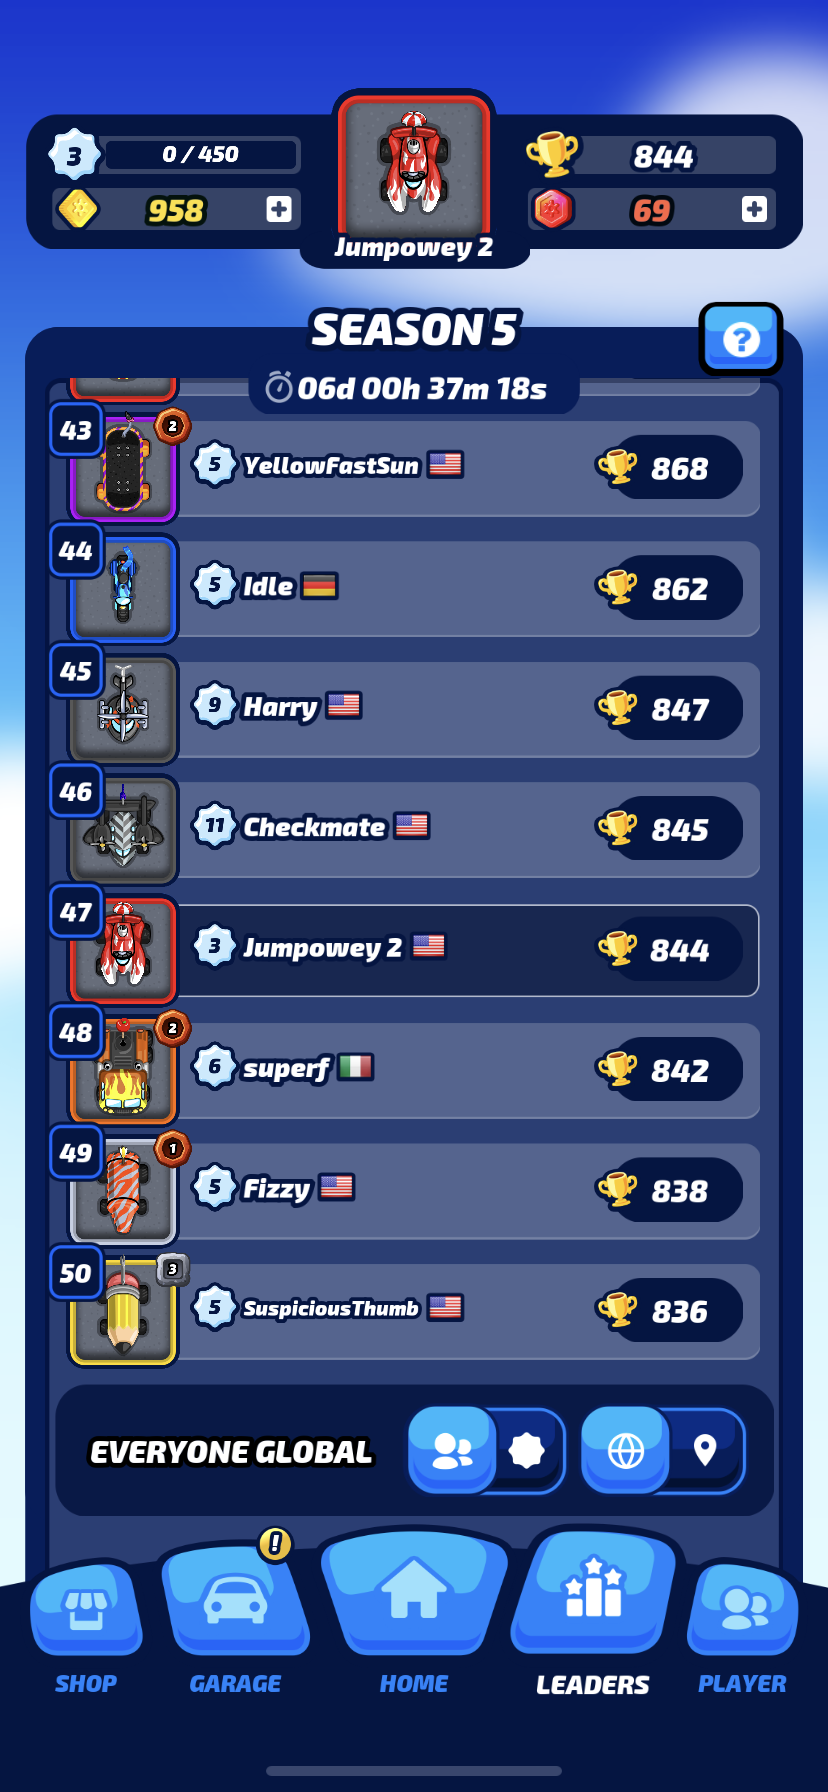 3
0 / 450
844
958
69
Jumpowey 2
SEASON 5
?
06d 00h 37m 18s
43
2
5
YellowFastSun
868
44
5
Idle
862
45
9
Harry
847
46
11
Checkmate
845
47
3
Jumpowey 2
844
48
2
6
superf
842
49
1
5
Fizzy
838
50
3
5
SuspiciousThumb
836
EVERYONE GLOBAL
!
SHOP
GARAGE
HOME
LEADERS
PLAYER